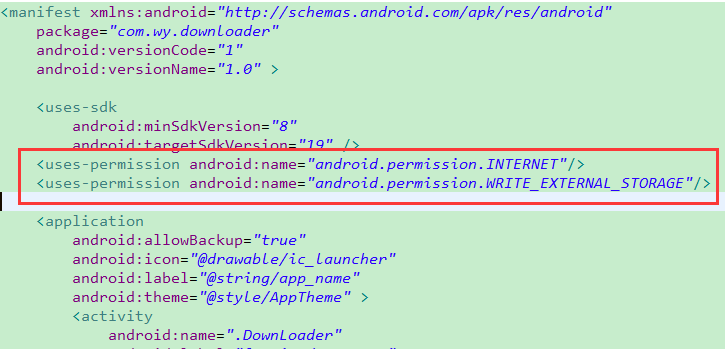 <manifest xmlns:android="http://schemas.android.com/apk/res/android"
package="com.wy.downloader"
android:versionCode="1"
android:versionName="1.0" >
<uses-sdk
android:minSdkVersion="8"
android:targetSdkVersion="19" />
<uses-permission android:name="android.permission.INTERNET"/>
<uses-permission android:name="android.permission.WRITE_EXTERNAL_STORAGE"/>
<application
android:allowBackup="true"
android:icon="@drawable/ic_launcher"
android:label="@string/app_name"
android:theme="@style/AppTheme" >
<activity
android:name=".DownLoader"